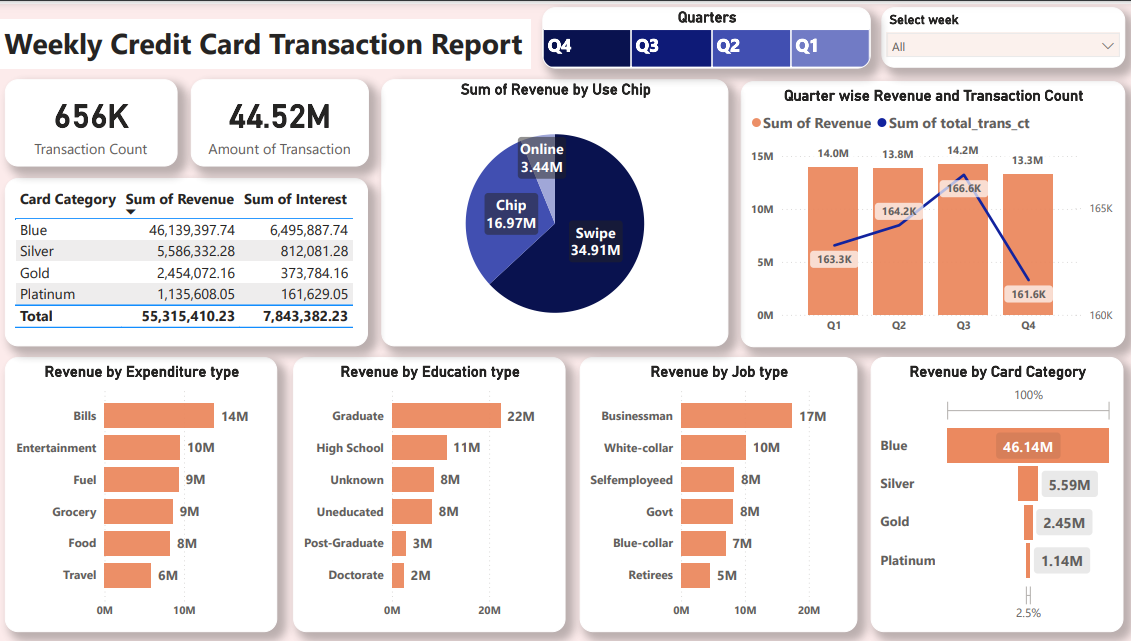 Weekly Credit Card Transaction Report
Quarters
Q4 Q3 Q2 Q1
Select week
All
656K
Transaction Count
44.52M
Amount of Transaction
Card Category Sum of Revenue Sum of Interest
Blue 46,139,397.74 6,495,887.74
Silver 5,586,332.28 812,081.28
Gold 2,454,072.16 373,784.16
Platinum 1,135,608.05 161,629.05
Total 55,315,410.23 7,843,382.23
Sum of Revenue by Use Chip
Online
3.44M
Chip
16.97M
Swipe
34.91M
Quarter wise Revenue and Transaction Count
Sum of Revenue Sum of total_trans_ct
15M
10M
5M
0M
14.0M 13.8M 14.2M 13.3M
163.3K 164.2K 166.6K 161.6K
165K
160K
Q1 Q2 Q3 Q4
Revenue by Expenditure type
Bills 14M
Entertainment 10M
Fuel 9M
Grocery 9M
Food 8M
Travel 6M
0M 10M
Revenue by Education type
Graduate 22M
High School 11M
Unknown 8M
Uneducated 8M
Post-Graduate 3M
Doctorate 2M
0M 20M
Revenue by Job type
Businessman 17M
White-collar 10M
Selfemployeed 8M
Govt 8M
Blue-collar 7M
Retirees 5M
0M 10M 20M
Revenue by Card Category
100%
Blue 46.14M
Silver 5.59M
Gold 2.45M
Platinum 1.14M
2.5%